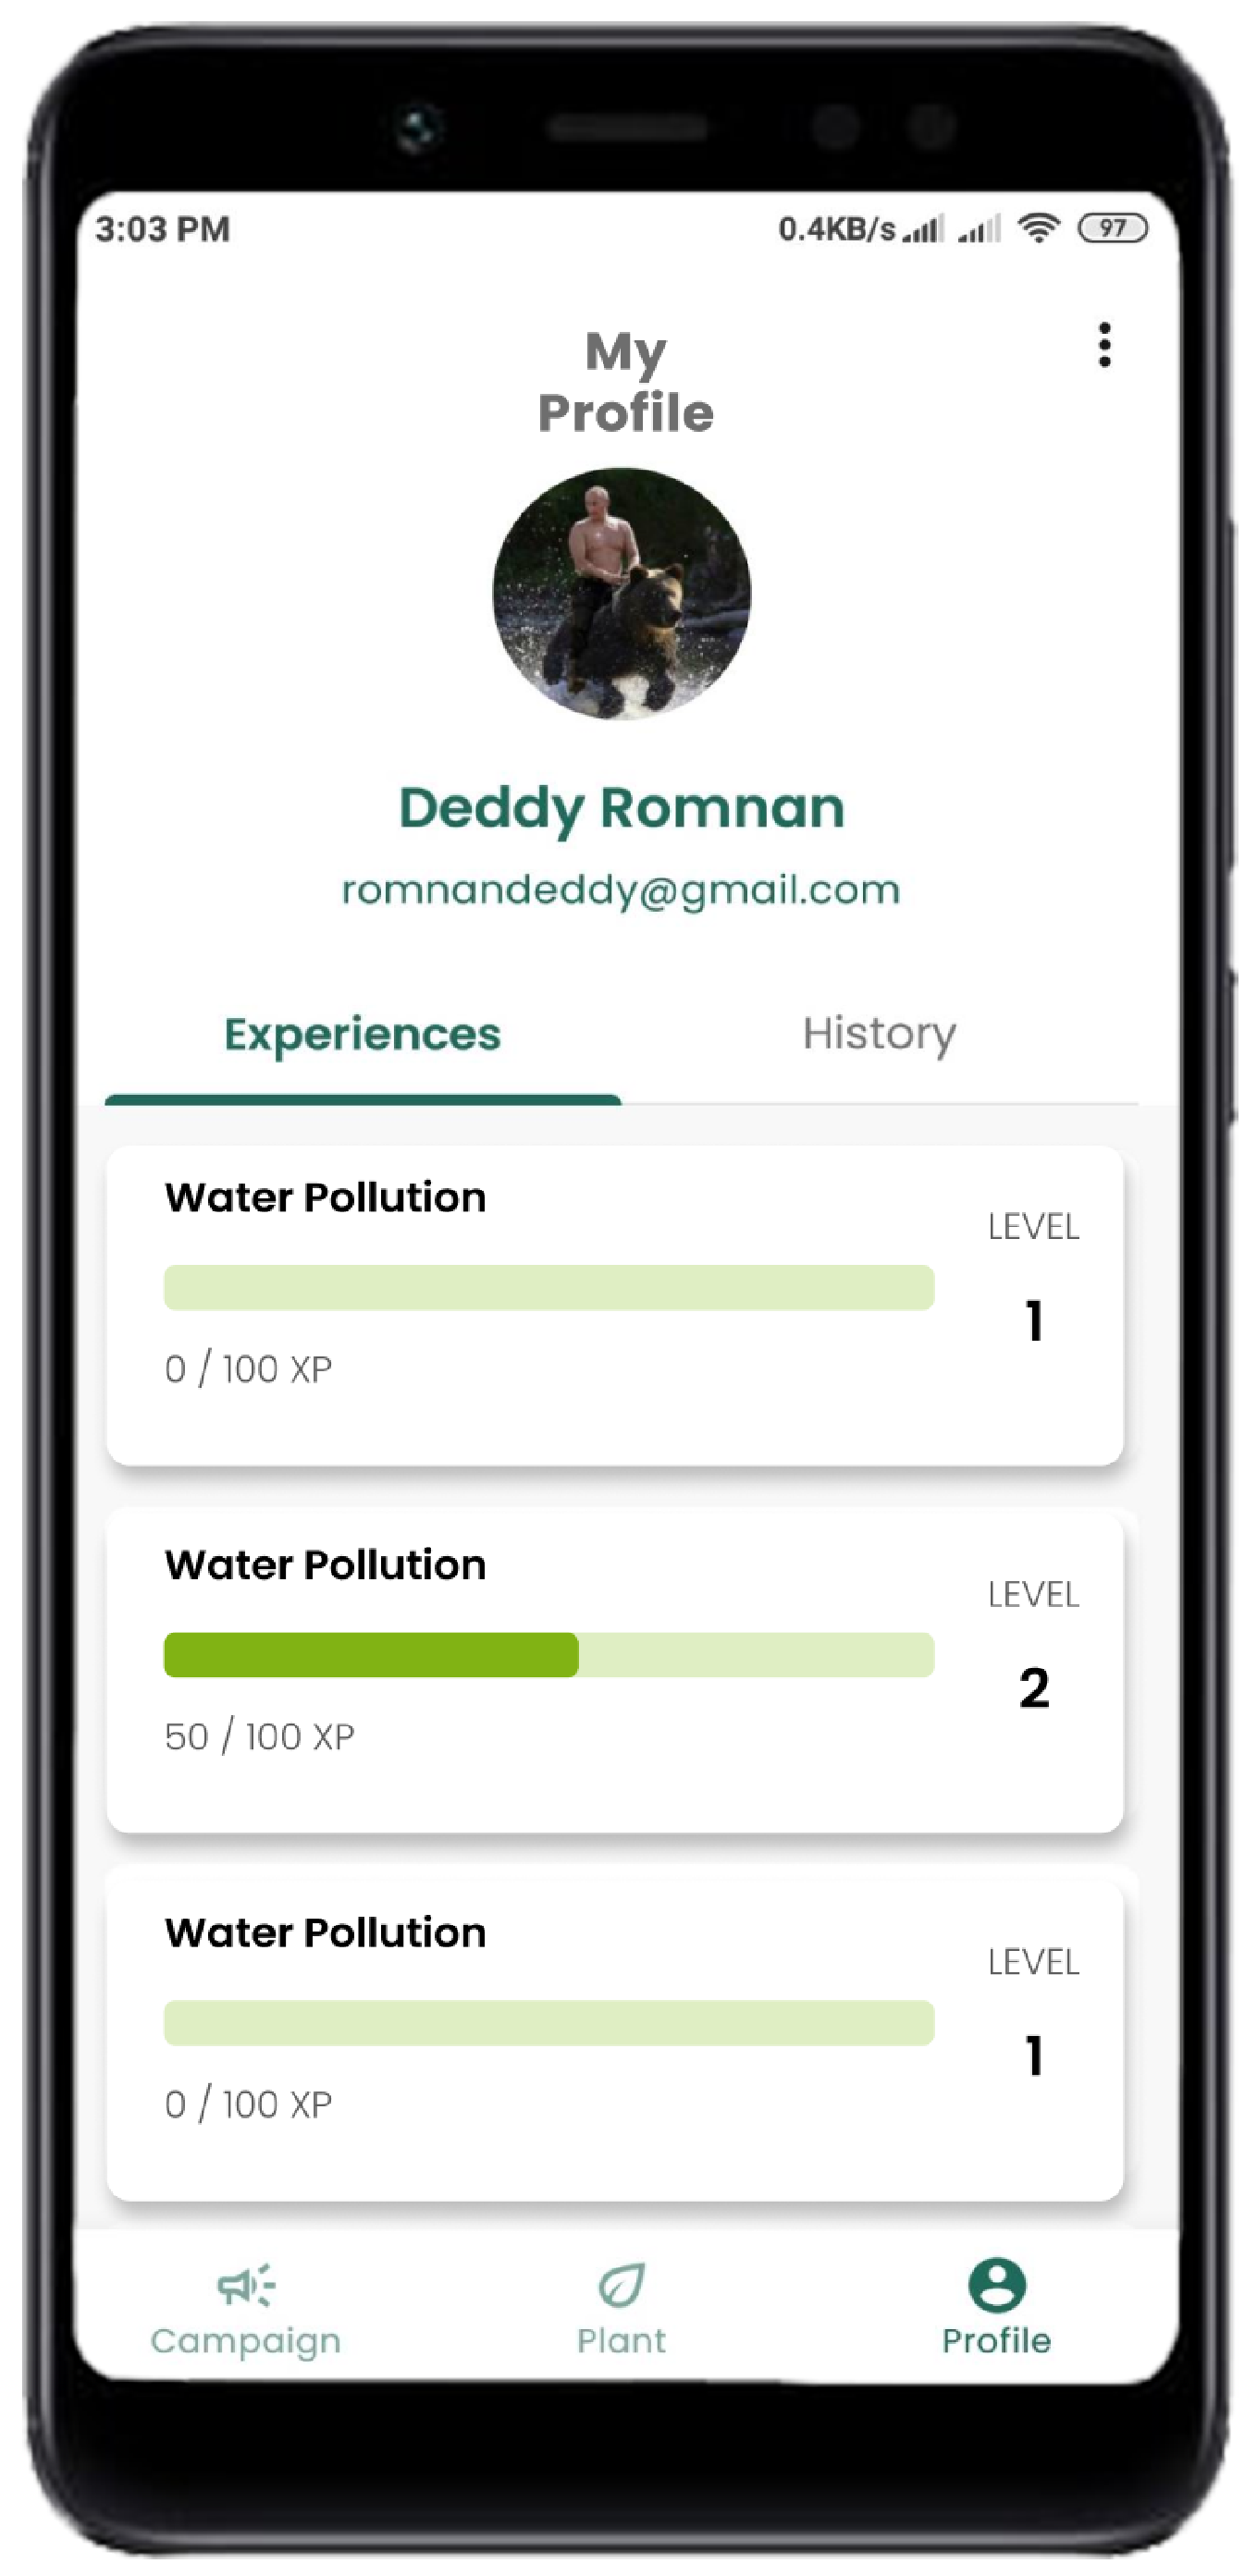 3:03 PM
0.4KB/s
97
My
Profile
Deddy Romnan
romnandeddy@gmail.com
Experiences
History
Water Pollution
LEVEL
1
0 / 100 XP
Water Pollution
LEVEL
2
50 / 100 XP
Water Pollution
LEVEL
1
0 / 100 XP
Campaign
Plant
Profile